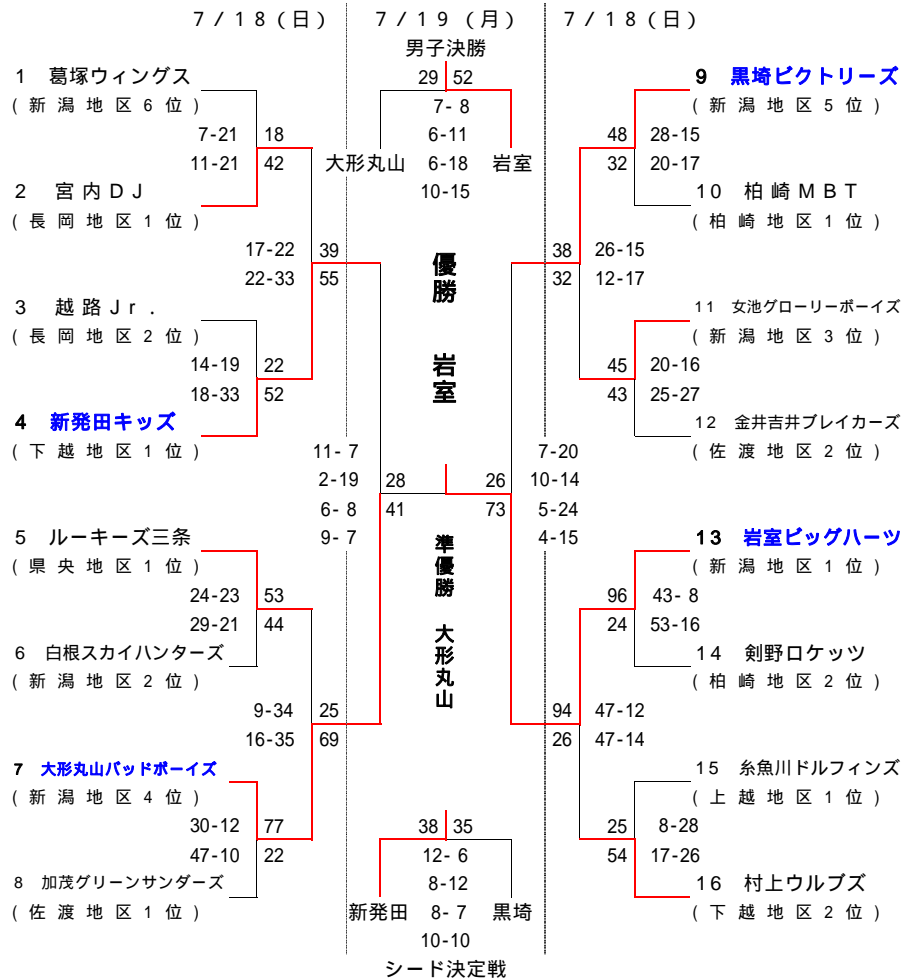 7/18(日)
7/19(月)
7/18(日)
男子決勝
29 52
7- 8
6-11
大形丸山 6-18 岩室
10-15
1 葛塚ウィングス
(新潟地区6位)
7-21 18
11-21 42
2 宮内DJ
(長岡地区1位)
17-22 39
22-33 55
3 越路Jr.
(長岡地区2位)
14-19 22
18-33 52
4 新発田キッズ
(下越地区1位)
11- 7
2-19 28
6- 8 41
9- 7
5 ルーキーズ三条
(県央地区1位)
24-23 53
29-21 44
6 白根スカイハンターズ
(新潟地区2位)
9-34 25
16-35 69
7 大形丸山バッドボーイズ
(新潟地区4位)
30-12 77
47-10 22
8 加茂グリーンサンダーズ
(佐渡地区1位)
優勝 岩室
準優勝 大形丸山
9 黒埼ビクトリーズ
(新潟地区5位)
48 28-15
32 20-17
10 柏崎MBT
(柏崎地区1位)
38 26-15
32 12-17
11 女池グローリーボーイズ
(新潟地区3位)
45 20-16
43 25-27
12 金井吉井ブレイカーズ
(佐渡地区2位)
7-20
26 10-14
73 5-24
4-15
13 岩室ビッグハーツ
(新潟地区1位)
96 43- 8
24 53-16
14 剣野ロケッツ
(柏崎地区2位)
94 47-12
26 47-14
15 糸魚川ドルフィンズ
(上越地区1位)
25 8-28
54 17-26
16 村上ウルブズ
(下越地区2位)
38 35
12- 6
8-12
新発田 8- 7 黒埼
10-10
シード決定戦